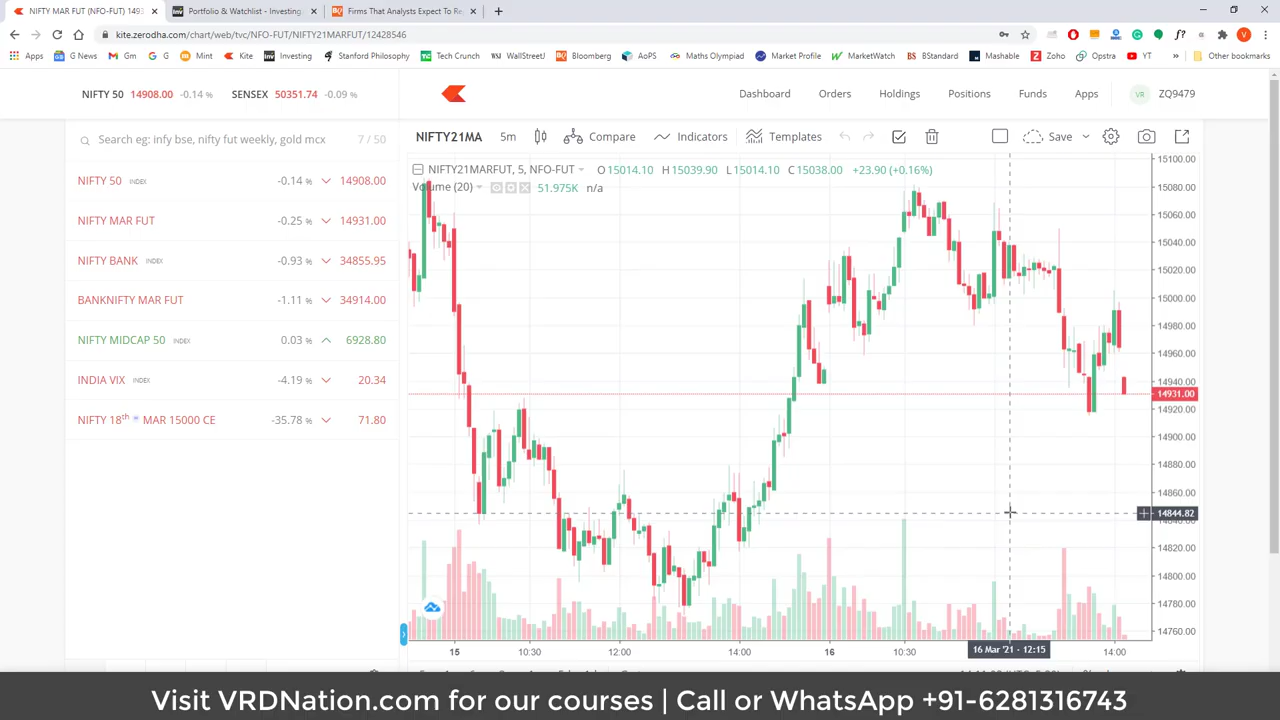 NIFTY MAR FUT (NFO-FUT) 1493
Portfolio & Watchlist - Investing
Firms That Analysts Expect To Re
kite.zerodha.com/chart/web/tvc/NFO-FUT/NIFTY21MARFUT/12428546
Apps G News Gm G Mint Kite Investing Stanford Philosophy Tech Crunch WallStreetJ Bloomberg AoPS Maths Olympiad Market Profile MarketWatch BStandard Mashable Zoho Opstra YT » Other bookmarks
NIFTY 50 14908.00 -0.14 % SENSEX 50351.74 -0.09 %
Dashboard Orders Holdings Positions Funds Apps VR ZQ9479
Search eg: infy bse, nifty fut weekly, gold mcx 7 / 50
NIFTY 50 INDEX -0.14 % 14908.00
NIFTY MAR FUT -0.25 % 14931.00
NIFTY BANK INDEX -0.93 % 34855.95
BANKNIFTY MAR FUT -1.11 % 34914.00
NIFTY MIDCAP 50 INDEX 0.03 % 6928.80
INDIA VIX INDEX -4.19 % 20.34
NIFTY 18th MAR 15000 CE -35.78 % 71.80
NIFTY21MA 5m Compare Indicators Templates Save
NIFTY21MARFUT, 5, NFO-FUT O 15014.10 H 15039.90 L 15014.10 C 15038.00 +23.90 (+0.16%)
Volume (20) 51.975K n/a
15100.00
15080.00
15060.00
15040.00
15020.00
15000.00
14980.00
14960.00
14940.00
14931.00
14920.00
14900.00
14880.00
14860.00
14844.82
14820.00
14800.00
14780.00
14760.00
15 10:30 12:00 14:00 16 10:30 16 Mar '21 - 12:15 14:00
Visit VRDNation.com for our courses | Call or WhatsApp +91-6281316743